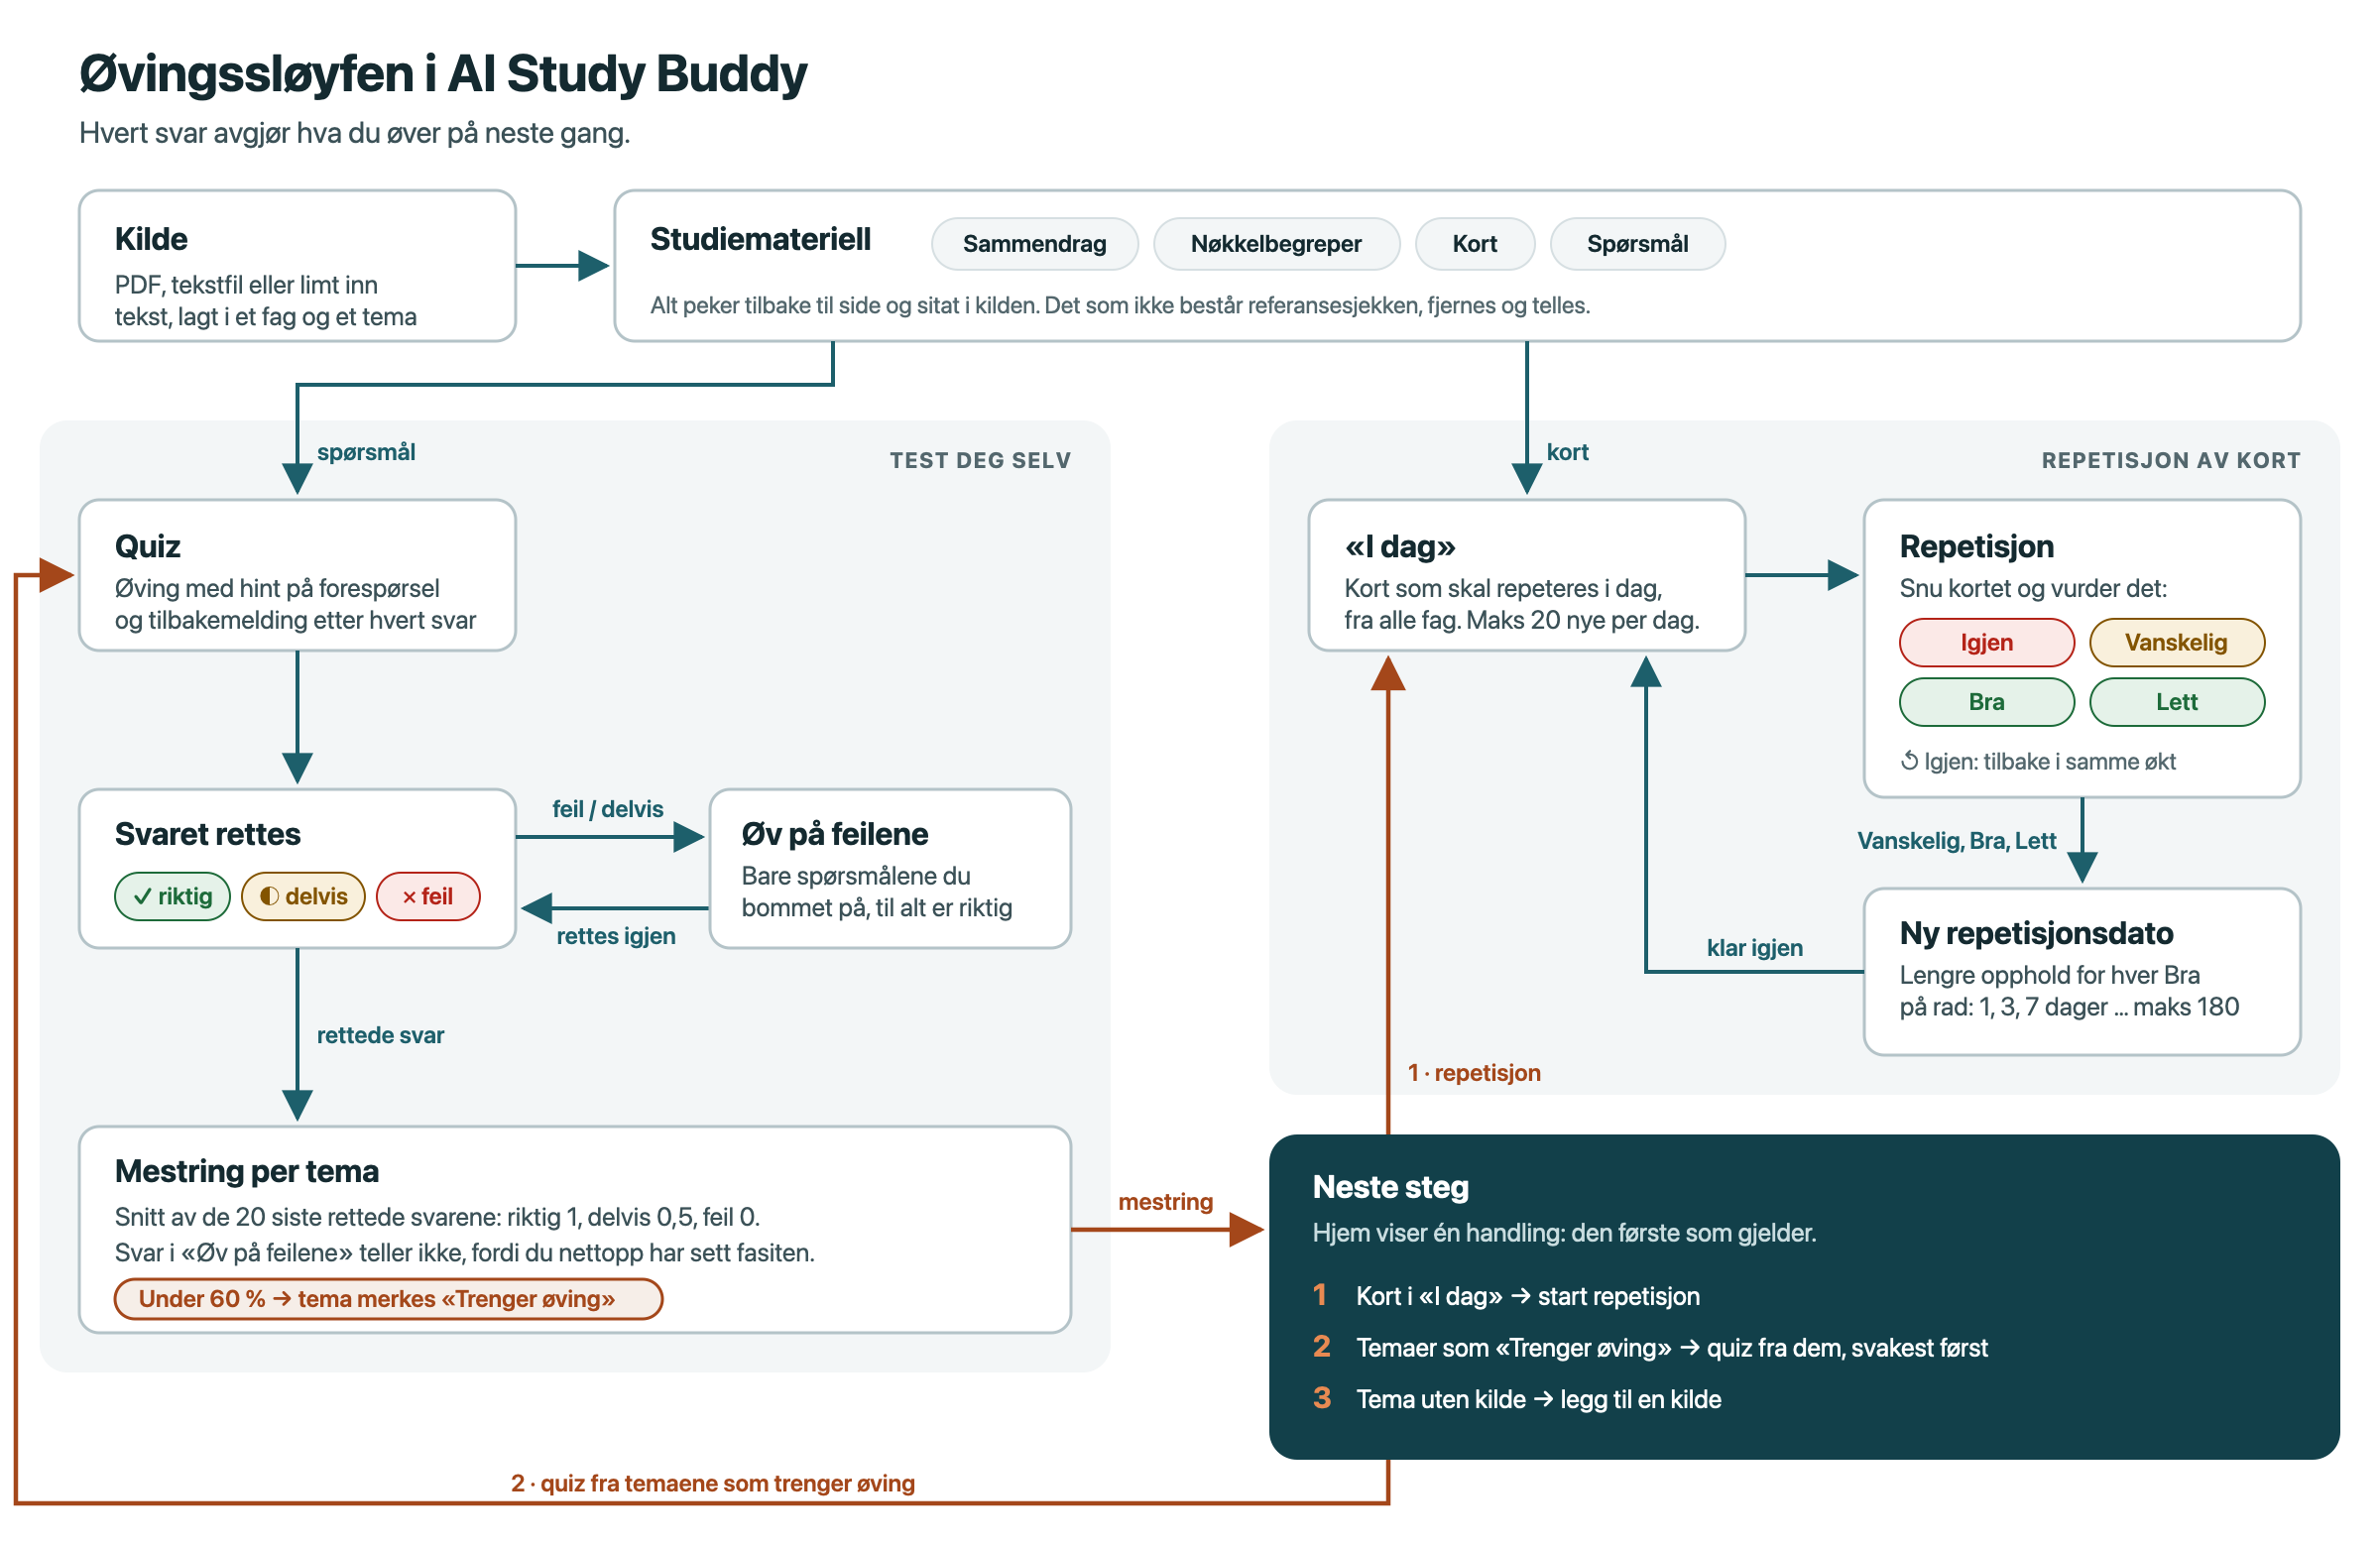 Øvingssløyfen i AI Study Buddy
Hvert svar avgjør hva du øver på neste gang.
Kilde
PDF, tekstfil eller limt inn
tekst, lagt i et fag og et tema
Studiemateriell
Sammendrag
Nøkkelbegreper
Kort
Spørsmål
Alt peker tilbake til side og sitat i kilden. Det som ikke består referansesjekken, fjernes og telles.
spørsmål
TEST DEG SELV
Quiz
Øving med hint på forespørsel
og tilbakemelding etter hvert svar
Svaret rettes
✓ riktig
◐ delvis
× feil
feil / delvis
rettes igjen
Øv på feilene
Bare spørsmålene du
bommet på, til alt er riktig
rettede svar
Mestring per tema
Snitt av de 20 siste rettede svarene: riktig 1, delvis 0,5, feil 0.
Svar i «Øv på feilene» teller ikke, fordi du nettopp har sett fasiten.
Under 60 % → tema merkes «Trenger øving»
mestring
kort
REPETISJON AV KORT
«I dag»
Kort som skal repeteres i dag,
fra alle fag. Maks 20 nye per dag.
Repetisjon
Snu kortet og vurder det:
Igjen
Vanskelig
Bra
Lett
↺ Igjen: tilbake i samme økt
Vanskelig, Bra, Lett
Ny repetisjonsdato
Lengre opphold for hver Bra
på rad: 1, 3, 7 dager ... maks 180
klar igjen
1 · repetisjon
Neste steg
Hjem viser én handling: den første som gjelder.
1 Kort i «I dag» → start repetisjon
2 Temaer som «Trenger øving» → quiz fra dem, svakest først
3 Tema uten kilde → legg til en kilde
2 · quiz fra temaene som trenger øving